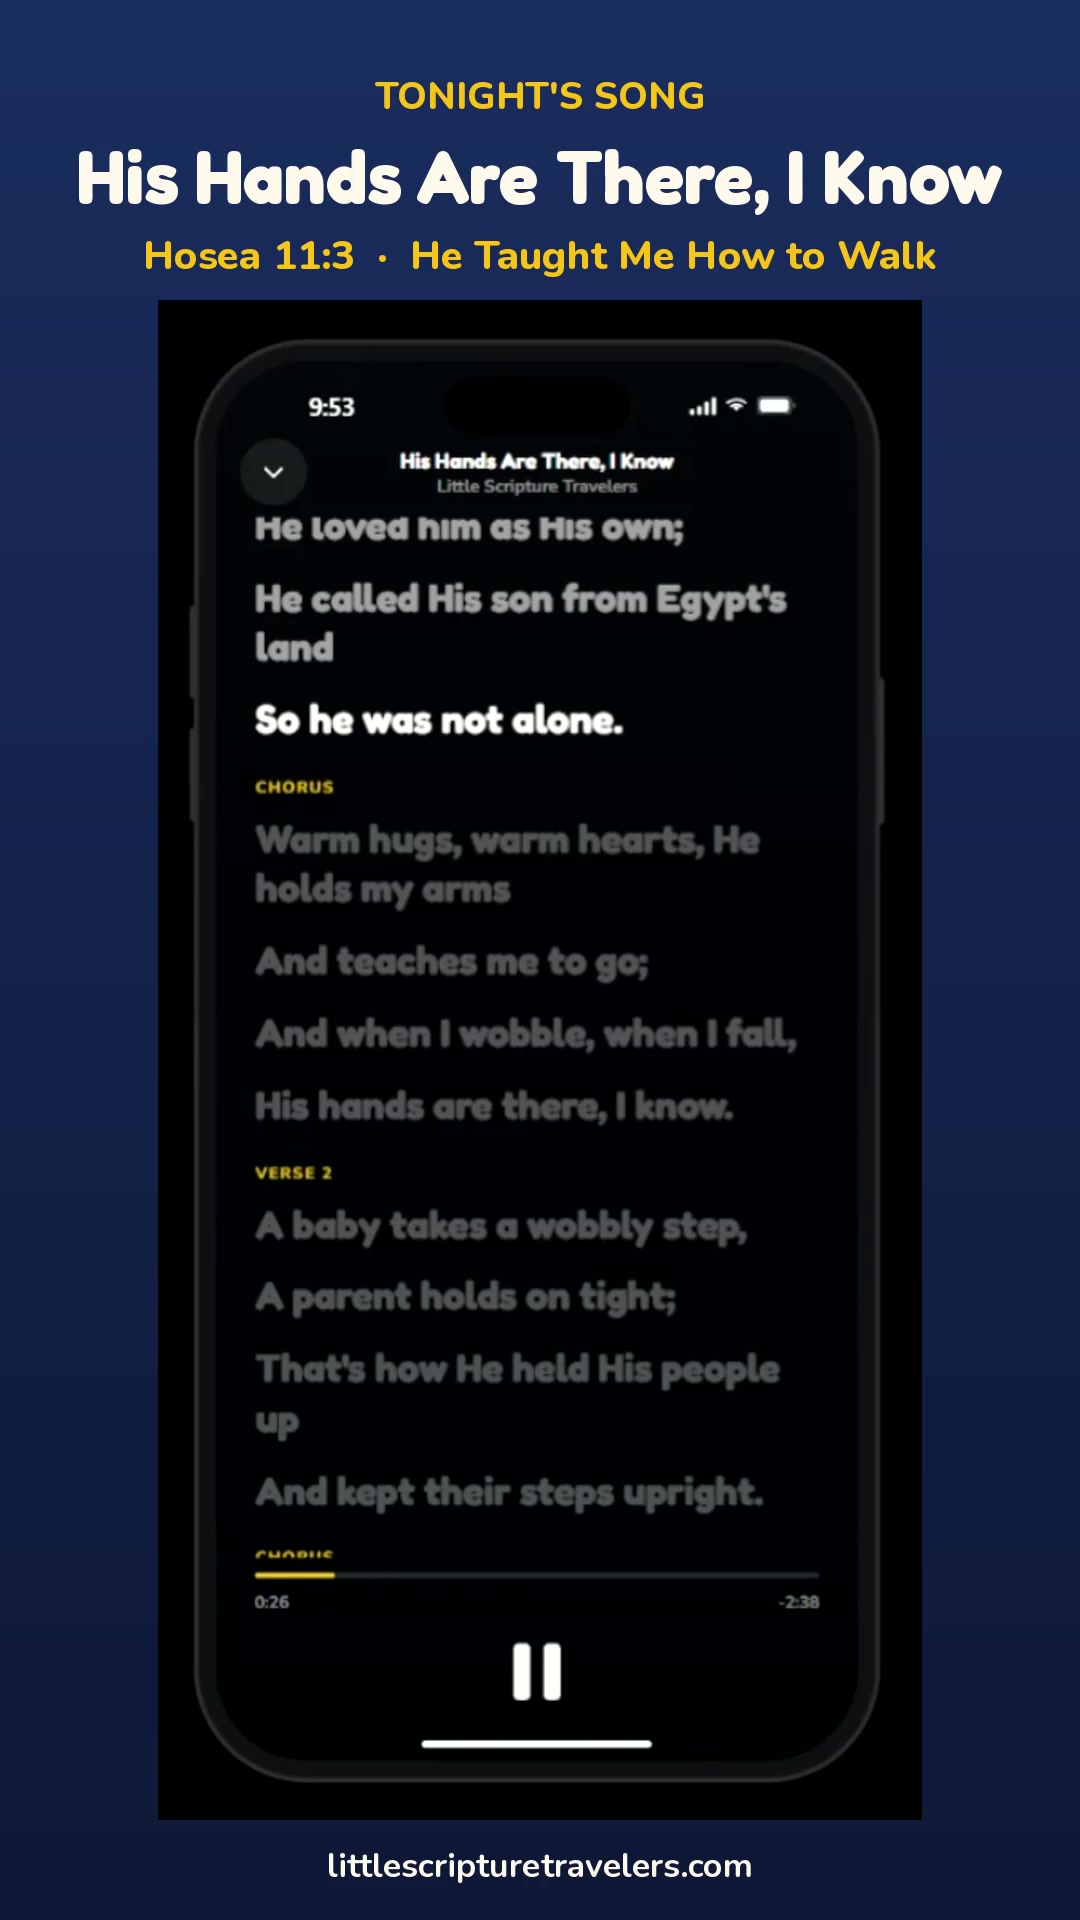 TONIGHT'S SONG
His Hands Are There, I Know
Hosea 11:3 · He Taught Me How to Walk
9:53
His Hands Are There, I Know
Little Scripture Travelers
He loved him as His own;
He called His son from Egypt's
land
So he was not alone.
CHORUS
Warm hugs, warm hearts, He
holds my arms
And teaches me to go;
And when I wobble, when I fall,
His hands are there, I know.
VERSE 2
A baby takes a wobbly step,
A parent holds on tight;
That's how He held His people
up
And kept their steps upright.
CHORUS
0:26
-2:38
littlescripturetravelers.com